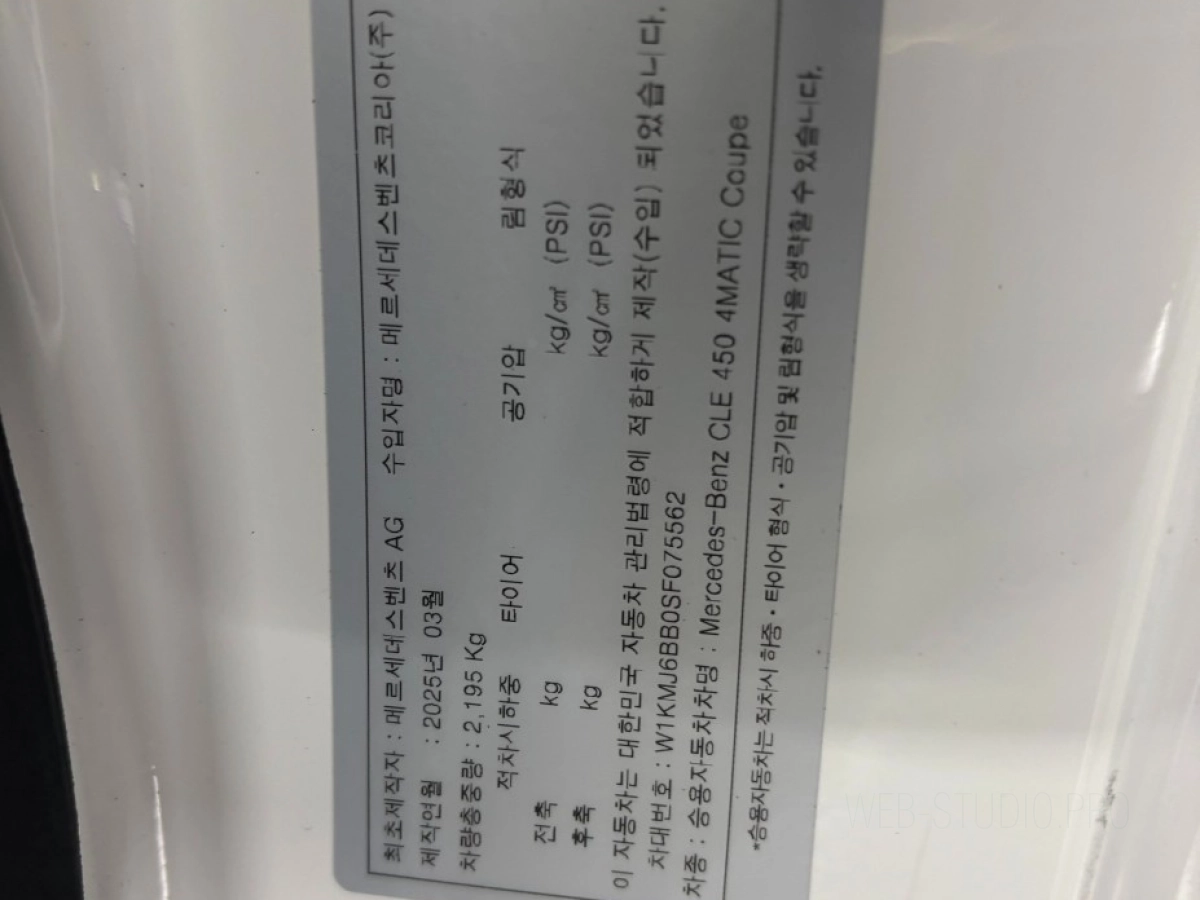 최초제작자 : 메르세데스벤츠 AG 수입자명 : 메르세데스벤츠코리아(주)
제작연월 : 2025년 03월
차량총중량 : 2,195 Kg
적차시하중 타이어 공기압 림형식
전축 kg kg/㎠ (PSI)
후축 kg kg/㎠ (PSI)
이 자동차는 대한민국 자동차 관리법령에 적합하게 제작(수입) 되었습니다.
차대번호 : W1KMJ6BB0SF075562
차종 : 승용자동차차명 : Mercedes-Benz CLE 450 4MATIC Coupe
*승용자동차는 적차시 하중・타이어 형식・공기압 및 림형식을 생략할 수 있습니다.
WEB-STUDIO.PRO